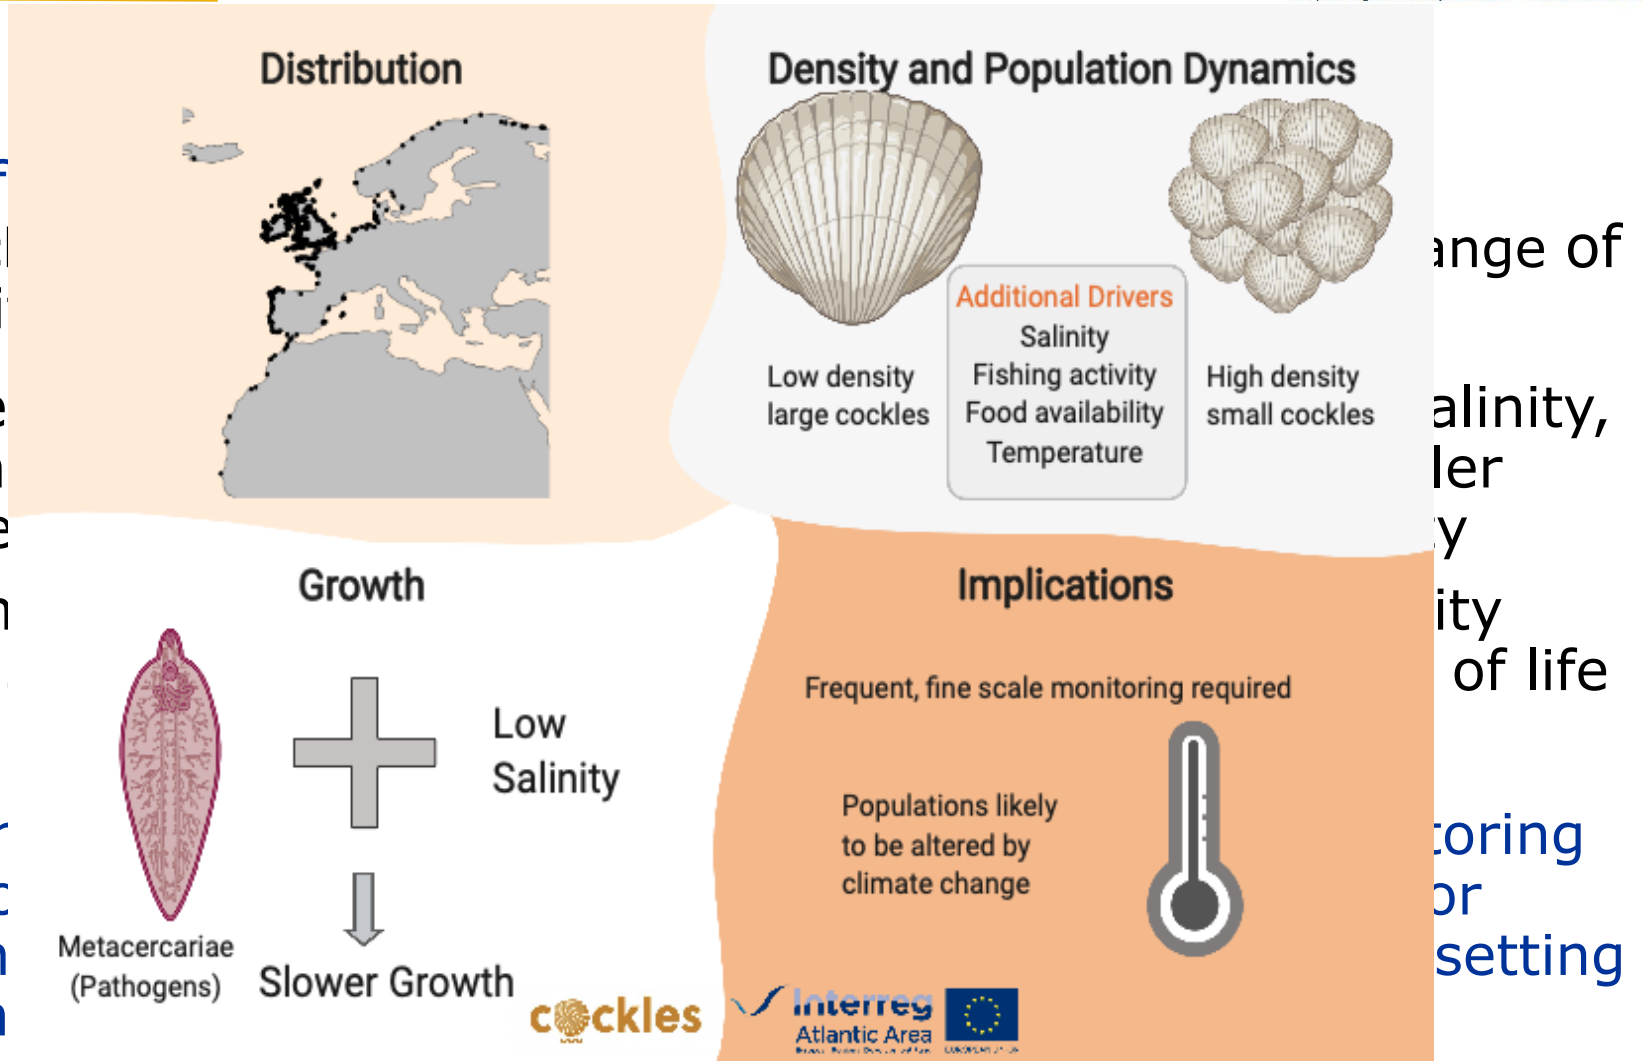 Distribution
Density and Population Dynamics
Additional Drivers
Salinity
Fishing activity
Food availability
Temperature
Low density
large cockles
High density
small cockles
Growth
Low
Salinity
Metacercariae
(Pathogens)
Slower Growth
Implications
Frequent, fine scale monitoring required
Populations likely
to be altered by
climate change
cockles
Interreg
Atlantic Area
EUROPEAN UNION
of
alinity,
ity
of life
toring
or
setting